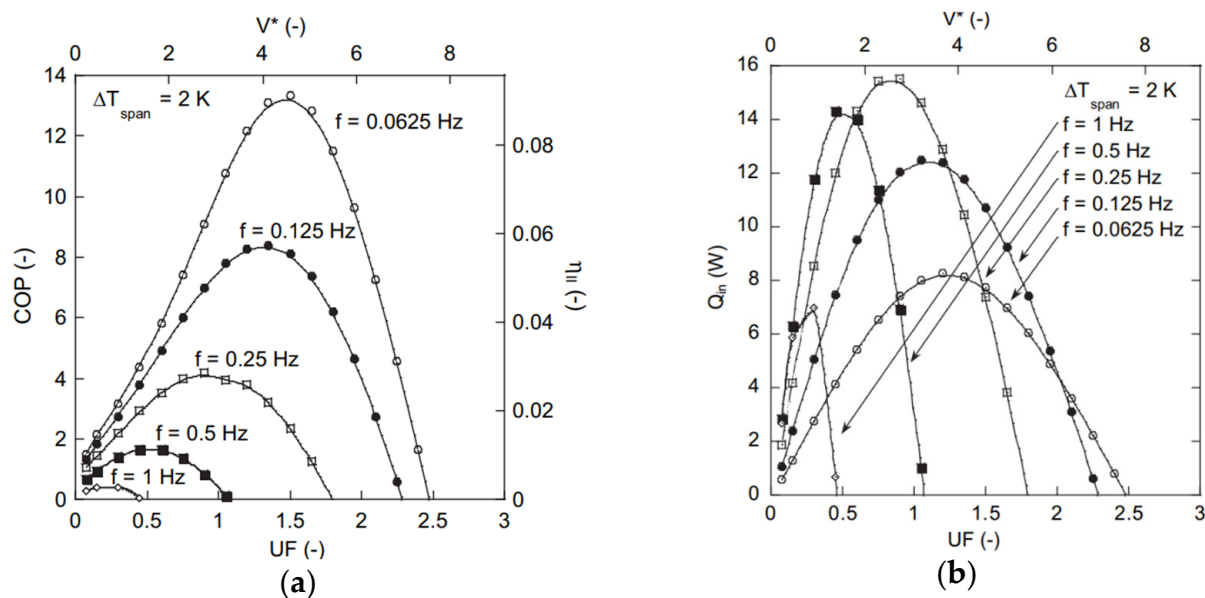 V* (-)
0 2 4 6 8
COP (-)
14
12
10
8
6
4
2
0
ΔT_span = 2 K
f = 0.0625 Hz
f = 0.125 Hz
f = 0.25 Hz
f = 0.5 Hz
f = 1 Hz
0.08
0.06
0.04
0.02
0
η_II (-)
0 0.5 1 1.5 2 2.5 3
UF (-)
(a)
V* (-)
0 2 4 6 8
Q_in (W)
16
14
12
10
8
6
4
2
0
ΔT_span = 2 K
f = 1 Hz
f = 0.5 Hz
f = 0.25 Hz
f = 0.125 Hz
f = 0.0625 Hz
0 0.5 1 1.5 2 2.5 3
UF (-)
(b)